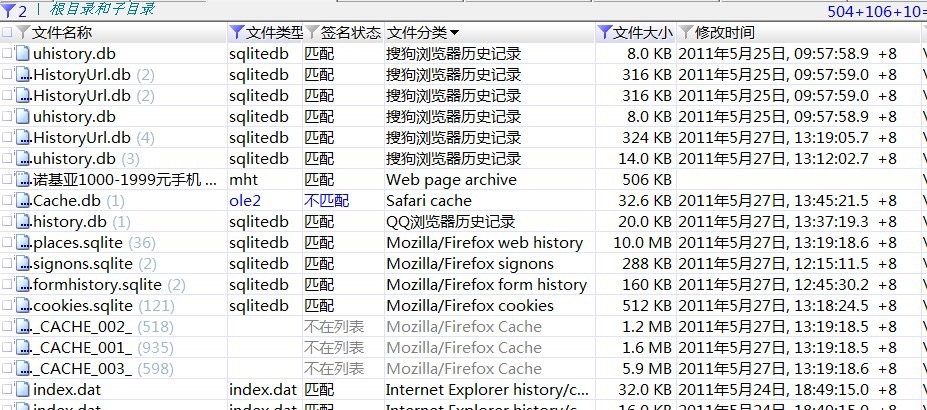 2 | 根目录和子目录 504+106+10=
文件名称 文件类型 签名状态 文件分类 文件大小 修改时间
uhistory.db sqlitedb 匹配 搜狗浏览器历史记录 8.0 KB 2011年5月25日, 09:57:58.9 +8
HistoryUrl.db (2) sqlitedb 匹配 搜狗浏览器历史记录 316 KB 2011年5月25日, 09:57:59.0 +8
HistoryUrl.db (2) sqlitedb 匹配 搜狗浏览器历史记录 316 KB 2011年5月25日, 09:57:59.0 +8
uhistory.db sqlitedb 匹配 搜狗浏览器历史记录 8.0 KB 2011年5月25日, 09:57:58.9 +8
HistoryUrl.db (4) sqlitedb 匹配 搜狗浏览器历史记录 324 KB 2011年5月27日, 13:19:05.7 +8
uhistory.db (3) sqlitedb 匹配 搜狗浏览器历史记录 14.0 KB 2011年5月27日, 13:12:02.7 +8
诺基亚1000-1999元手机 ... mht 匹配 Web page archive 506 KB
Cache.db (1) ole2 不匹配 Safari cache 32.6 KB 2011年5月27日, 13:45:21.5 +8
history.db (1) sqlitedb 匹配 QQ浏览器历史记录 20.0 KB 2011年5月27日, 13:37:19.3 +8
places.sqlite (36) sqlitedb 匹配 Mozilla/Firefox web history 10.0 MB 2011年5月27日, 13:19:18.6 +8
signons.sqlite (2) sqlitedb 匹配 Mozilla/Firefox signons 288 KB 2011年5月27日, 12:15:11.5 +8
formhistory.sqlite (2) sqlitedb 匹配 Mozilla/Firefox form history 160 KB 2011年5月27日, 12:45:30.2 +8
cookies.sqlite (121) sqlitedb 匹配 Mozilla/Firefox cookies 512 KB 2011年5月27日, 13:18:24.5 +8
_CACHE_002_ (518) 不在列表 Mozilla/Firefox Cache 1.2 MB 2011年5月27日, 13:19:18.5 +8
_CACHE_001_ (935) 不在列表 Mozilla/Firefox Cache 1.6 MB 2011年5月27日, 13:19:18.5 +8
_CACHE_003_ (598) 不在列表 Mozilla/Firefox Cache 5.9 MB 2011年5月27日, 13:19:18.5 +8
index.dat index.dat 匹配 Internet Explorer history/c... 32.0 KB 2011年5月24日, 18:49:15.0 +8